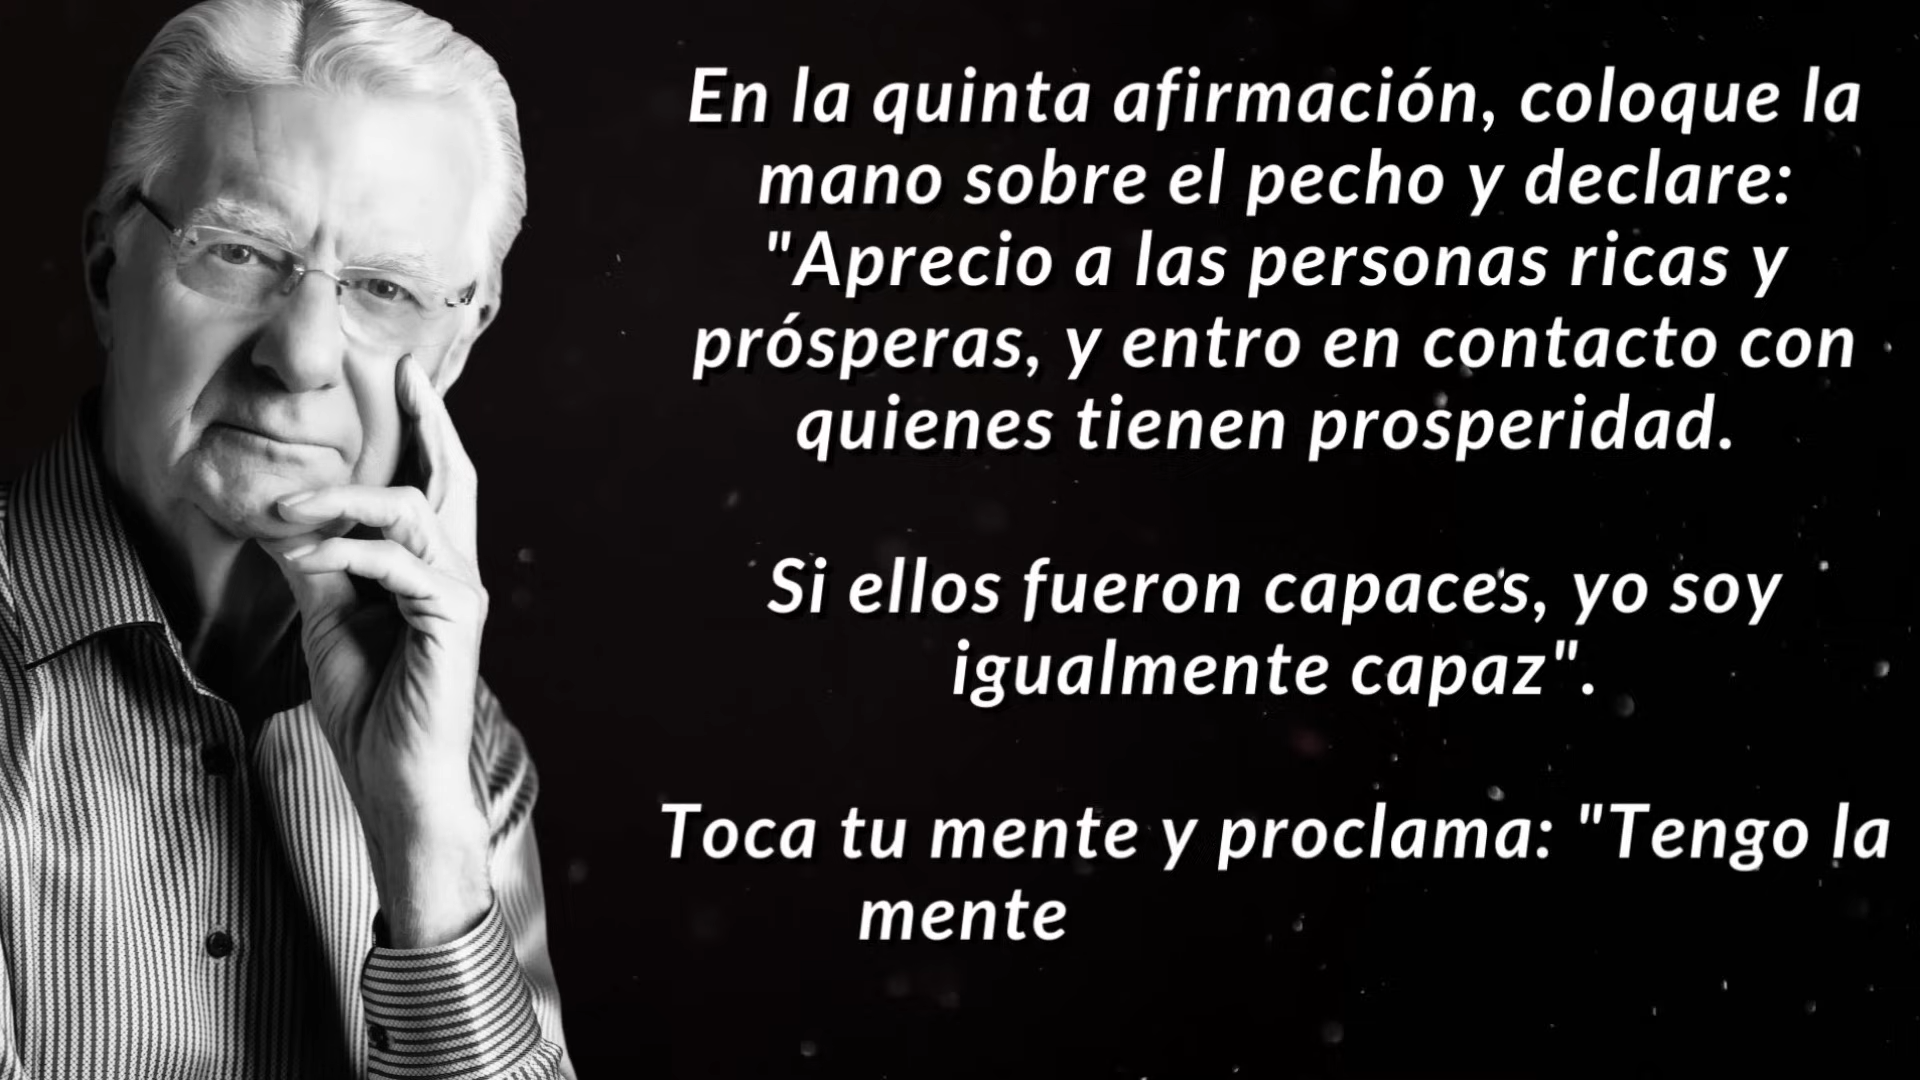 En la quinta afirmación, coloque la
mano sobre el pecho y declare:
"Aprecio a las personas ricas y
prósperas, y entro en contacto con
quienes tienen prosperidad.
Si ellos fueron capaces, yo soy
igualmente capaz".
Toca tu mente y proclama: "Tengo la
mente